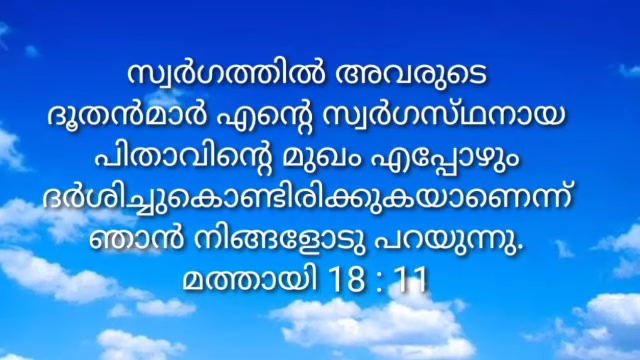 സ്വർഗത്തിൽ അവരുടെ
ദൂതൻമാർ എന്റെ സ്വർഗസ്ഥനായ
പിതാവിന്റെ മുഖം എപ്പോഴും
ദർശിച്ചുകൊണ്ടിരിക്കുകയാണെന്ന്
ഞാൻ നിങ്ങളോടു പറയുന്നു.
മത്തായി 18 : 11